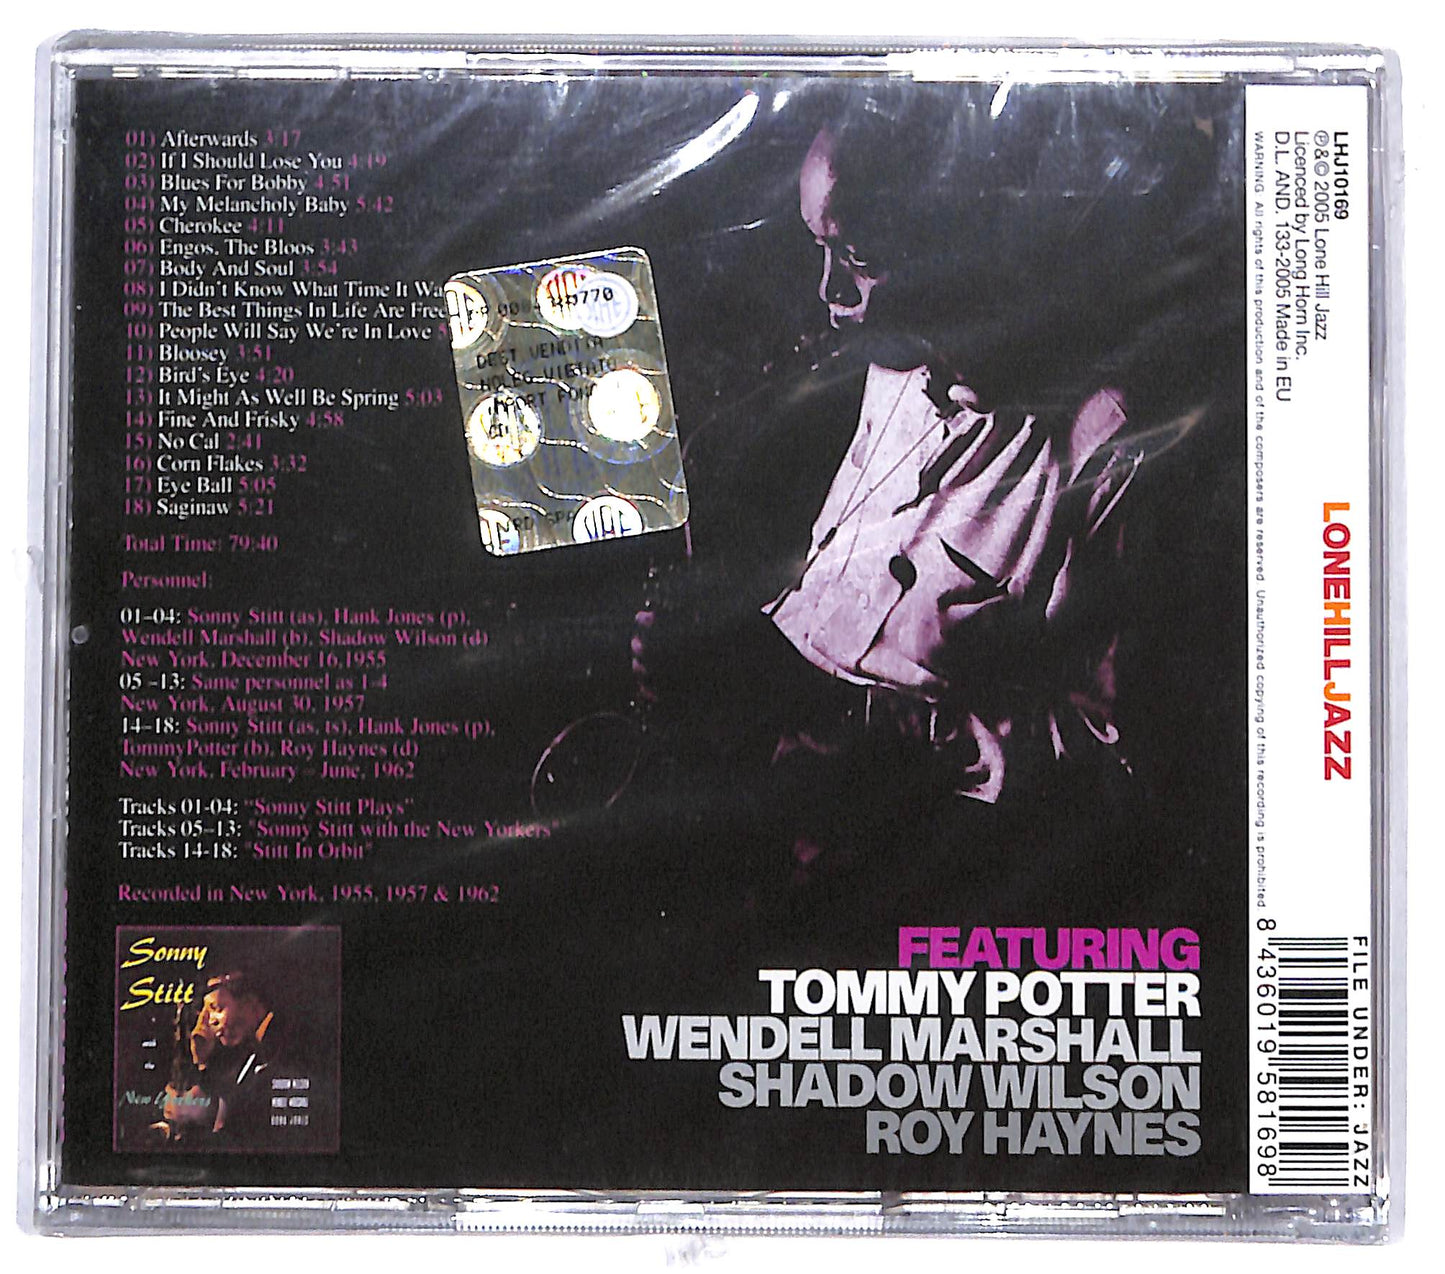 01) Afterwards 3:17
02) If I Should Lose You 4:19
03) Blues For Bobby 4:51
04) My Melancholy Baby 5:42
05) Cherokee 4:11
06) Engos, The Bloos 3:43
07) Body And Soul 3:54
08) I Didn't Know What Time It Wa
09) The Best Things In Life Are Free
10) People Will Say We're In Love 5
11) Bloosey 3:51
12) Bird's Eye 4:20
13) It Might As Well Be Spring 5:03
14) Fine And Frisky 4:58
15) No Cal 2:41
16) Corn Flakes 3:32
17) Eye Ball 5:05
18) Saginaw 5:21
Total Time: 79:40
Personnel:
01–04: Sonny Stitt (as), Hank Jones (p),
Wendell Marshall (b), Shadow Wilson (d)
New York, December 16,1955
05 –13: Same personnel as 1-4
New York, August 30, 1957
14–18: Sonny Stitt (as, ts), Hank Jones (p),
TommyPotter (b), Roy Haynes (d)
New York, February – June, 1962
Tracks 01-04: "Sonny Stitt Plays"
Tracks 05–13: "Sonny Stitt with the New Yorkers"
Tracks 14-18: "Stitt In Orbit"
Recorded in New York, 1955, 1957 & 1962
Sonny
Stitt
New Yorkers
SHADOW WILSON
HANK JONES
DEST VENDITA
NOLEG VIETATO
IMPORT
FEATURING
TOMMY POTTER
WENDELL MARSHALL
SHADOW WILSON
ROY HAYNES
LHJ10169
℗&© 2005 Lone Hill Jazz
Licenced by Long Horn Inc.
D.L. AND. 133-2005 Made in EU
WARNING. All rights of this production and of the composers are reserved. Unauthorized copying of this recording is prohibited.
LONEHILLJAZZ
FILE UNDER: JAZZ
8 436019 581698